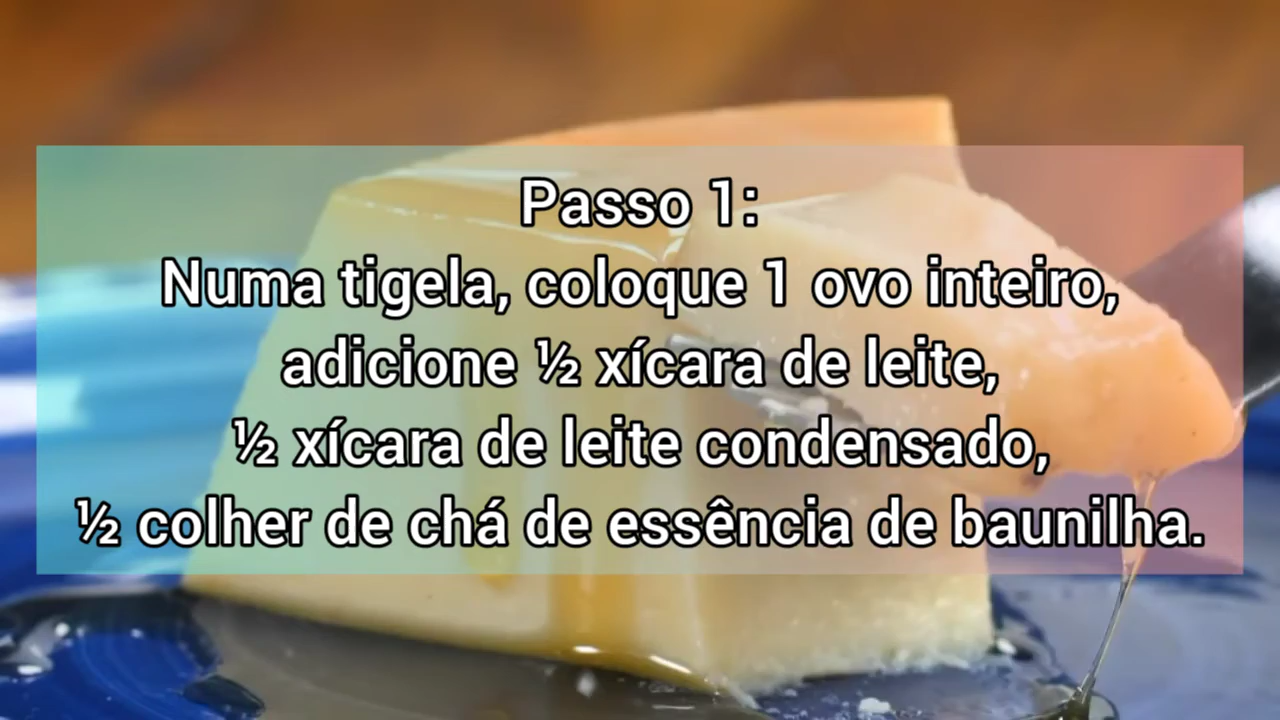 Passo 1:
Numa tigela, coloque 1 ovo inteiro,
adicione ½ xícara de leite,
½ xícara de leite condensado,
½ colher de chá de essência de baunilha.